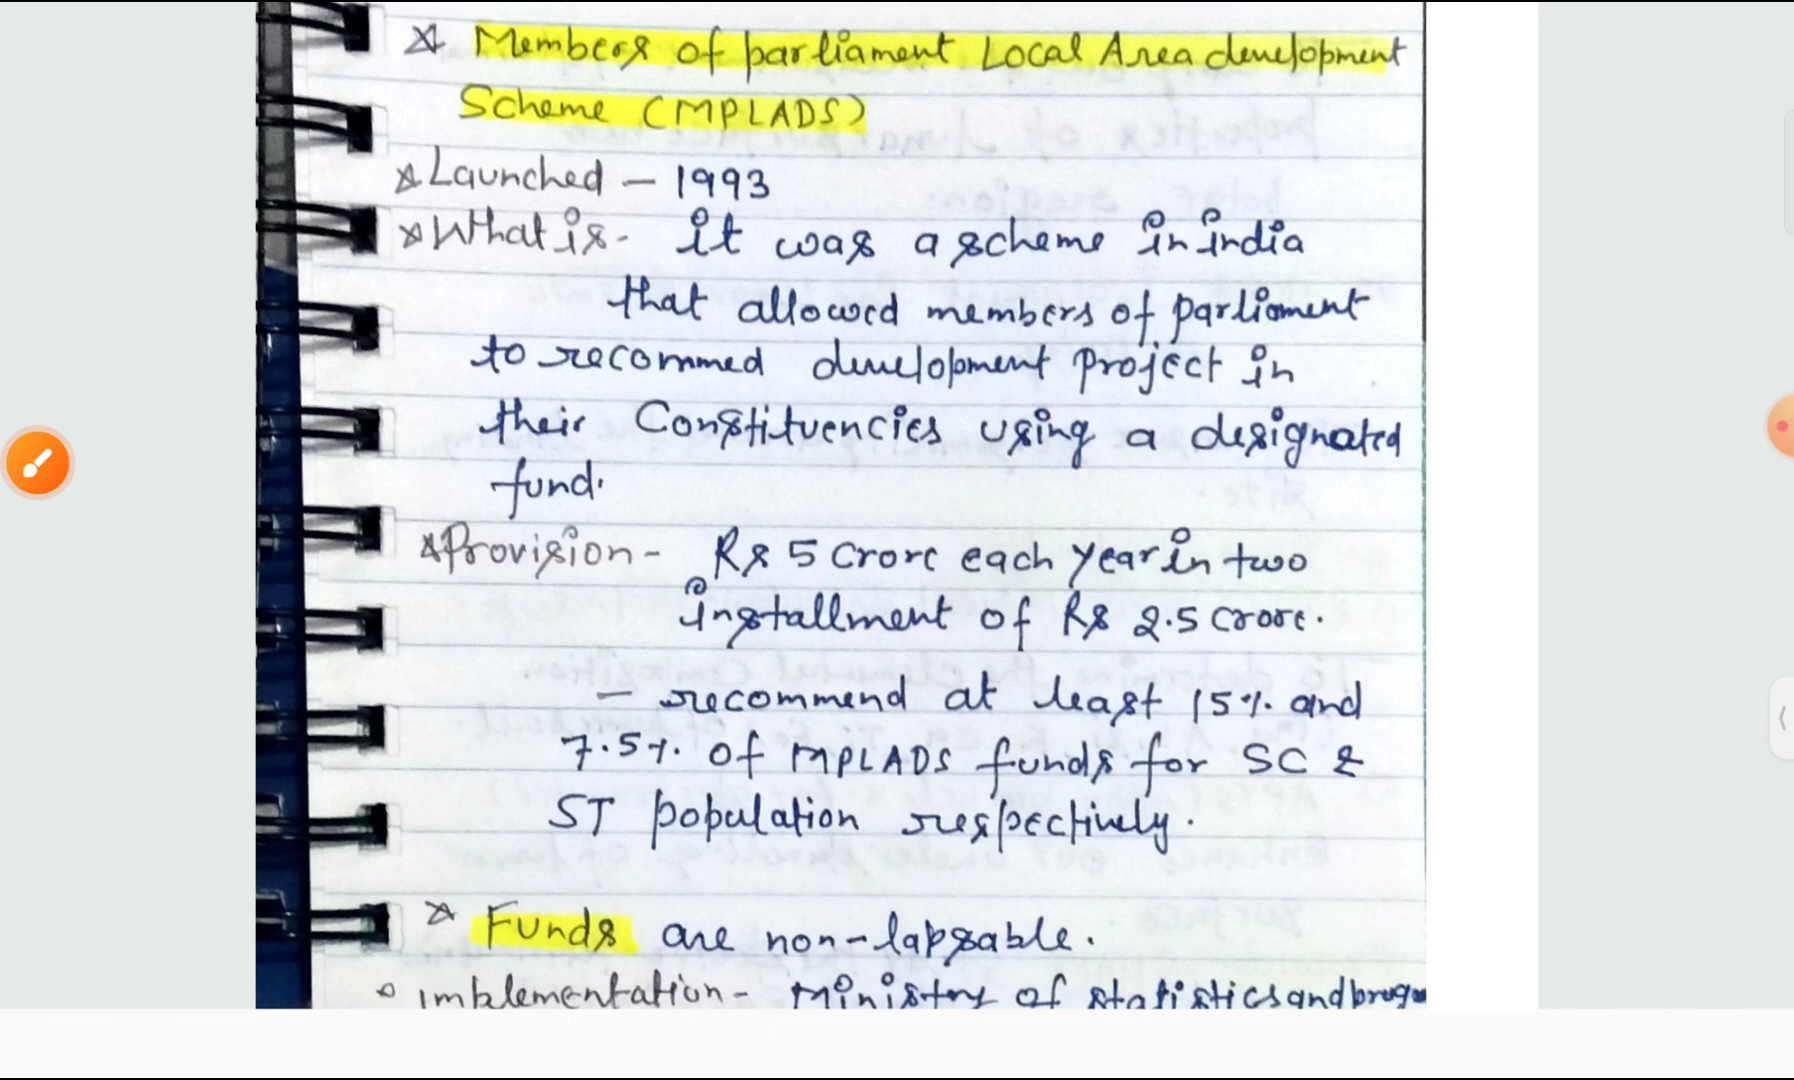 Members of parliament Local Area development
Scheme (MPLADS)
Launched - 1993
What is - it was a scheme in india
that allowed members of parliament
to recommed development project in
their Constituencies using a designated
fund.
Provision - Rs 5 crore each year in two
installment of Rs 2.5 crore.
- recommend at least 15% and
7.5% of MPLADS funds for SC &
ST population respectively.
Funds are non-lapsable.
implementation - Ministry of statistics and